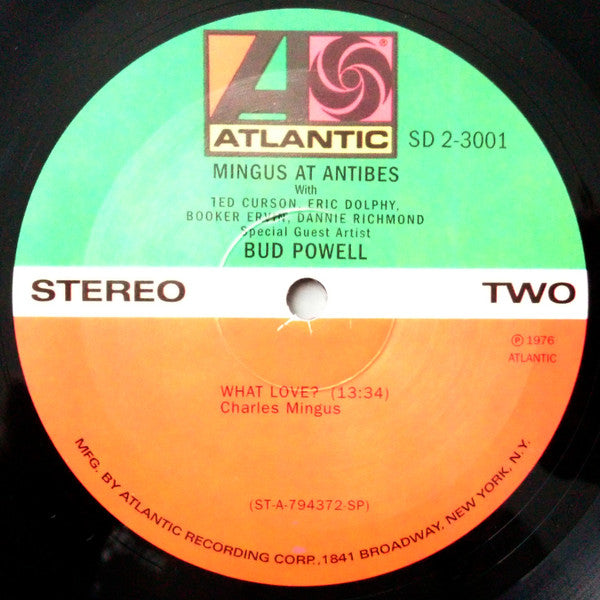 ATLANTIC®
SD 2-3001
MINGUS AT ANTIBES
With
TED CURSON, ERIC DOLPHY,
BOOKER ERVIN, DANNIE RICHMOND
Special Guest Artist
BUD POWELL
STEREO
TWO
℗ 1976
ATLANTIC
WHAT LOVE? (13:34)
Charles Mingus
(ST-A-794372-SP)
MFG. BY ATLANTIC RECORDING CORP., 1841 BROADWAY, NEW YORK, N.Y.